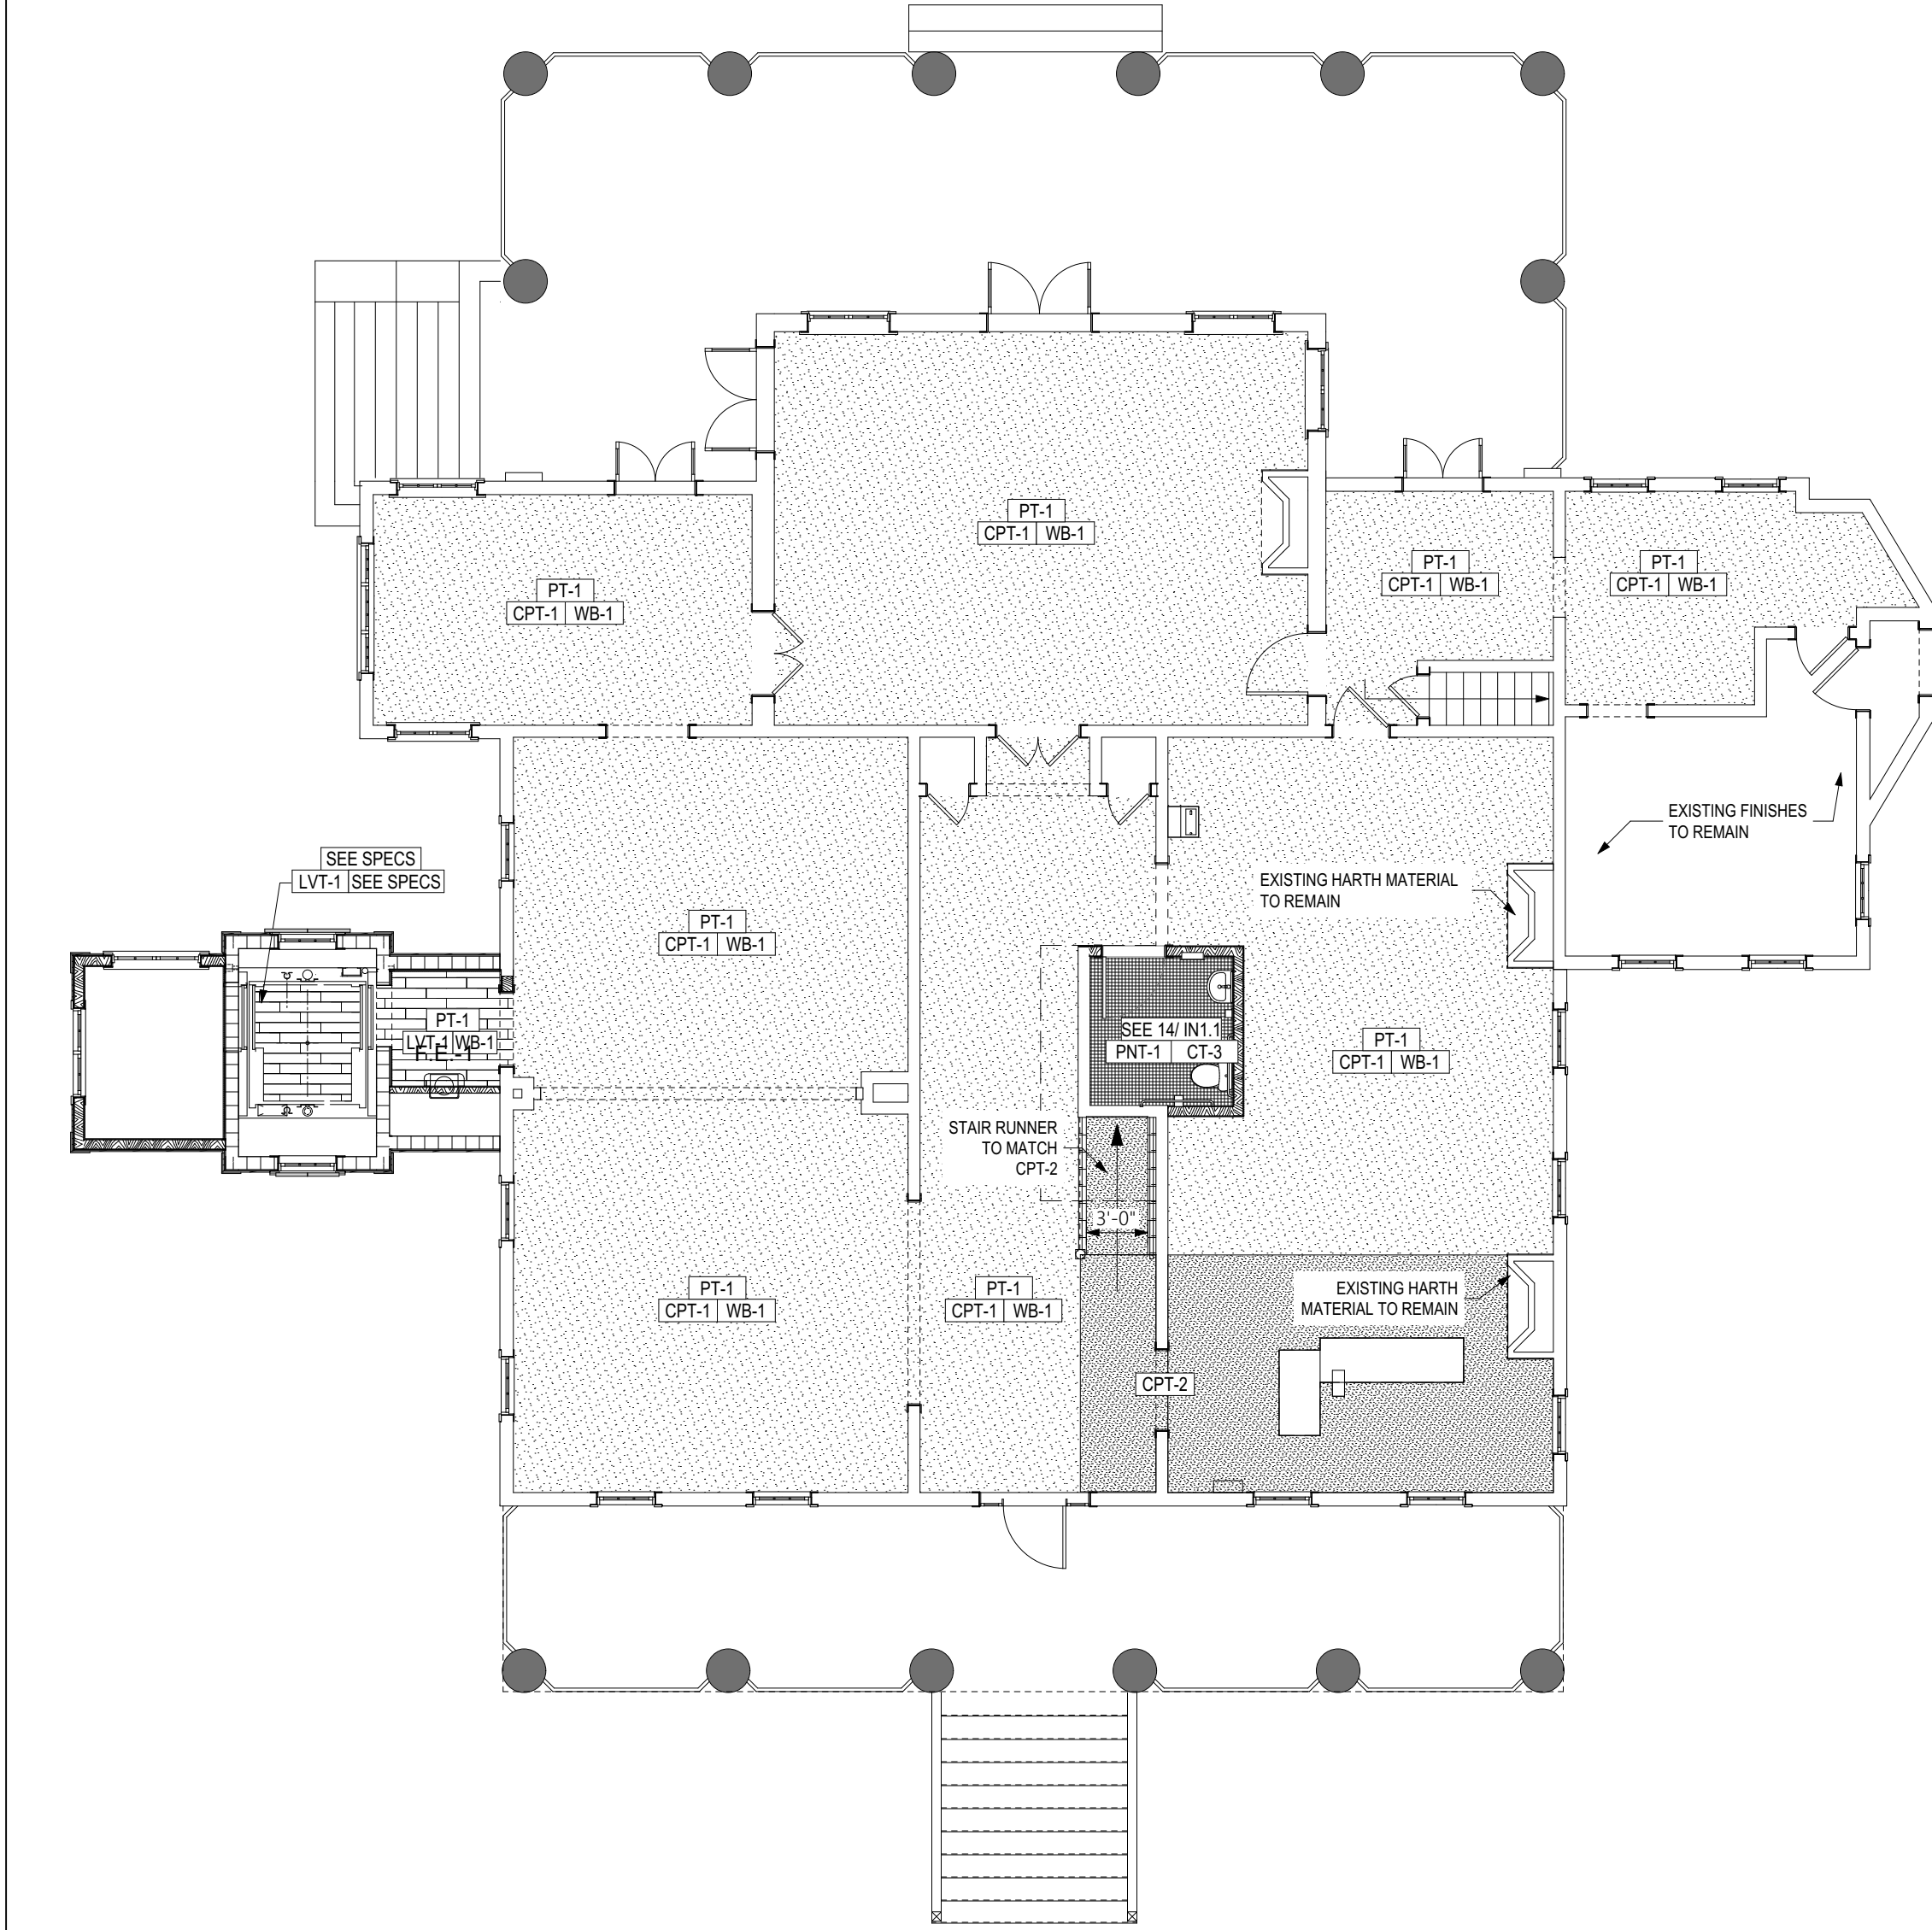 PT-1
CPT-1 WB-1
PT-1
CPT-1 WB-1
PT-1
CPT-1 WB-1
PT-1
CPT-1 WB-1
EXISTING FINISHES
TO REMAIN
SEE SPECS
LVT-1 SEE SPECS
EXISTING HARTH MATERIAL
TO REMAIN
PT-1
CPT-1 WB-1
PT-1
LVT-1 WB-1
F.E.-1
SEE 14/ IN1.1
PNT-1 CT-3
PT-1
CPT-1 WB-1
STAIR RUNNER
TO MATCH
CPT-2
3'-0"
PT-1
CPT-1 WB-1
PT-1
CPT-1 WB-1
EXISTING HARTH
MATERIAL TO REMAIN
CPT-2